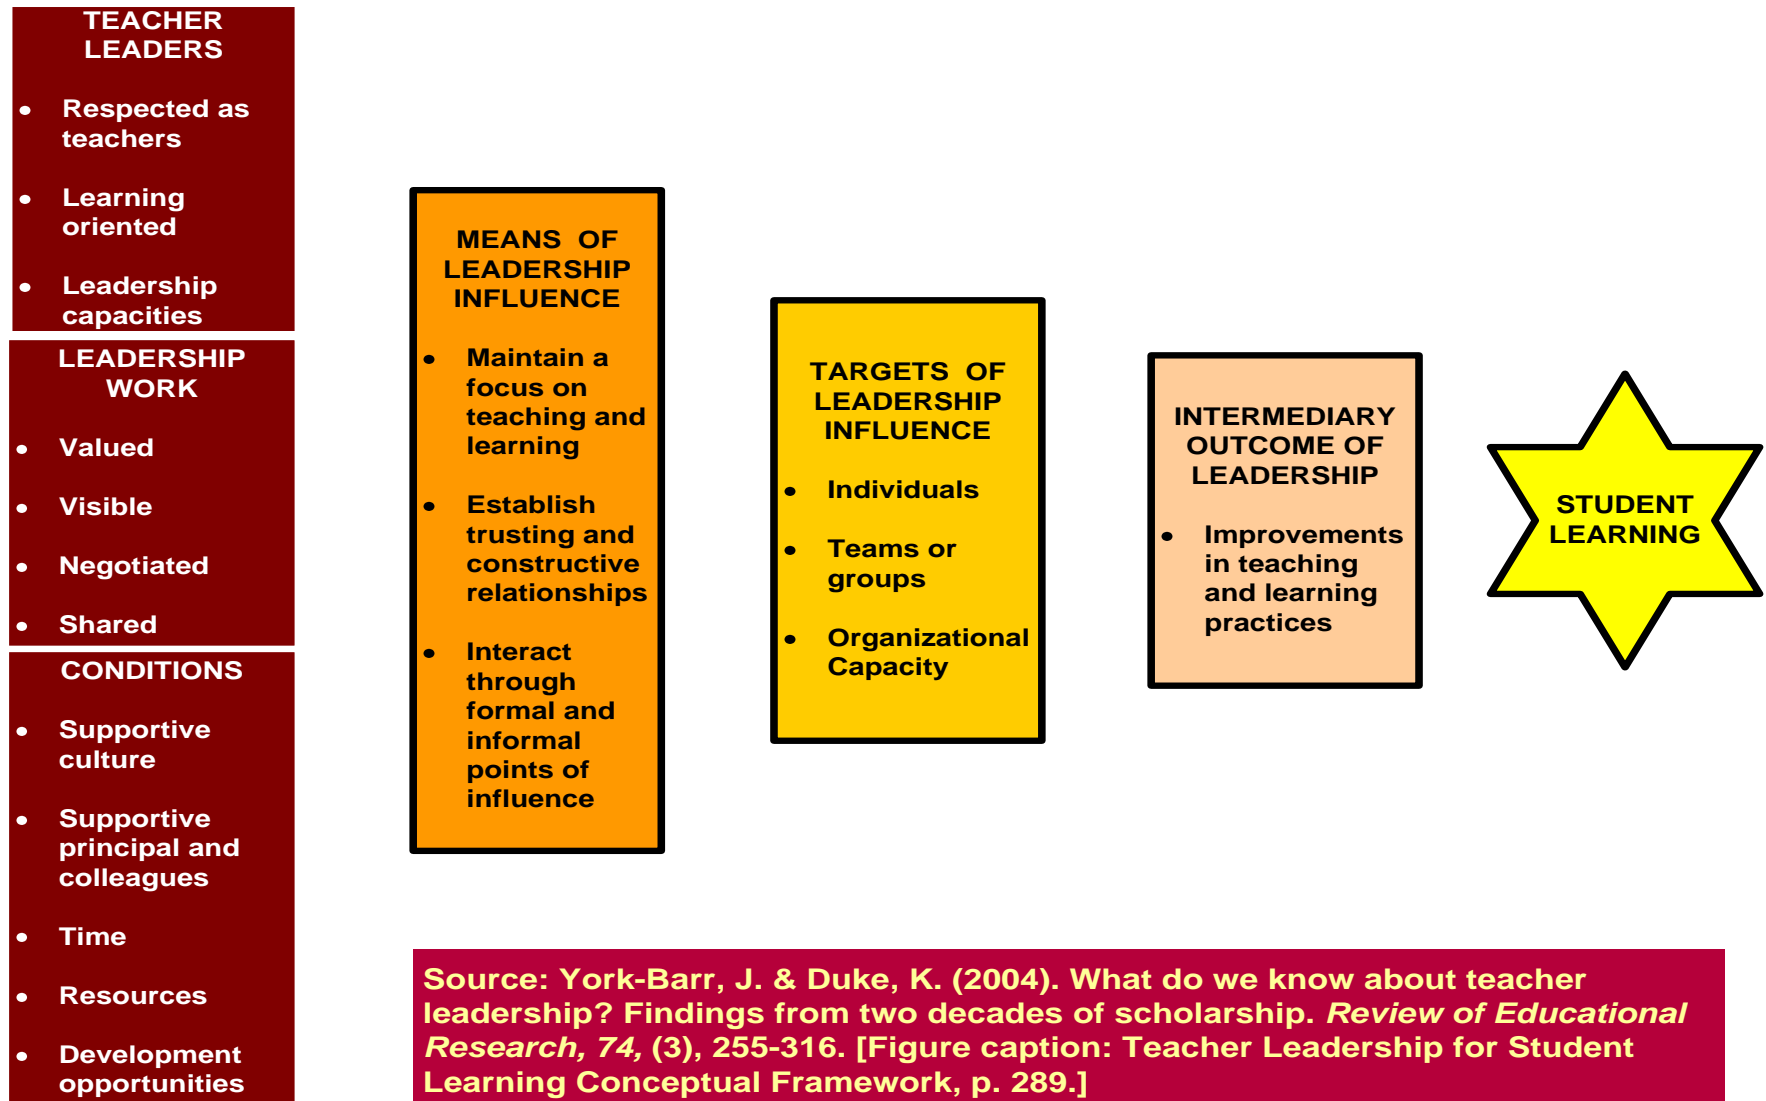 TEACHER
LEADERS
• Respected as
teachers
• Learning
oriented
• Leadership
capacities
LEADERSHIP
WORK
• Valued
• Visible
• Negotiated
• Shared
CONDITIONS
• Supportive
culture
• Supportive
principal and
colleagues
• Time
• Resources
• Development
opportunities
MEANS OF
LEADERSHIP
INFLUENCE
• Maintain a
focus on
teaching and
learning
• Establish
trusting and
constructive
relationships
• Interact
through
formal and
informal
points of
influence
TARGETS OF
LEADERSHIP
INFLUENCE
• Individuals
• Teams or
groups
• Organizational
Capacity
INTERMEDIARY
OUTCOME OF
LEADERSHIP
• Improvements
in teaching
and learning
practices
STUDENT
LEARNING
Source: York-Barr, J. & Duke, K. (2004). What do we know about teacher
leadership? Findings from two decades of scholarship. Review of Educational
Research, 74, (3), 255-316. [Figure caption: Teacher Leadership for Student
Learning Conceptual Framework, p. 289.]